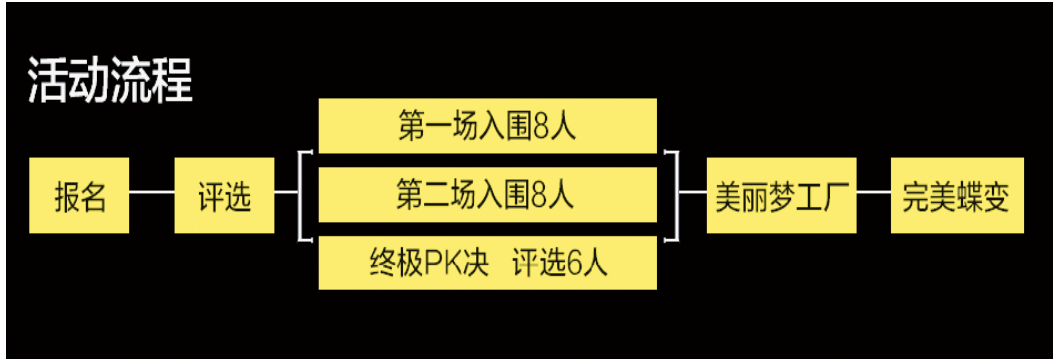 活动流程
报名
评选
第一场入围8人
第二场入围8人
终极PK决 评选6人
美丽梦工厂
完美蝶变